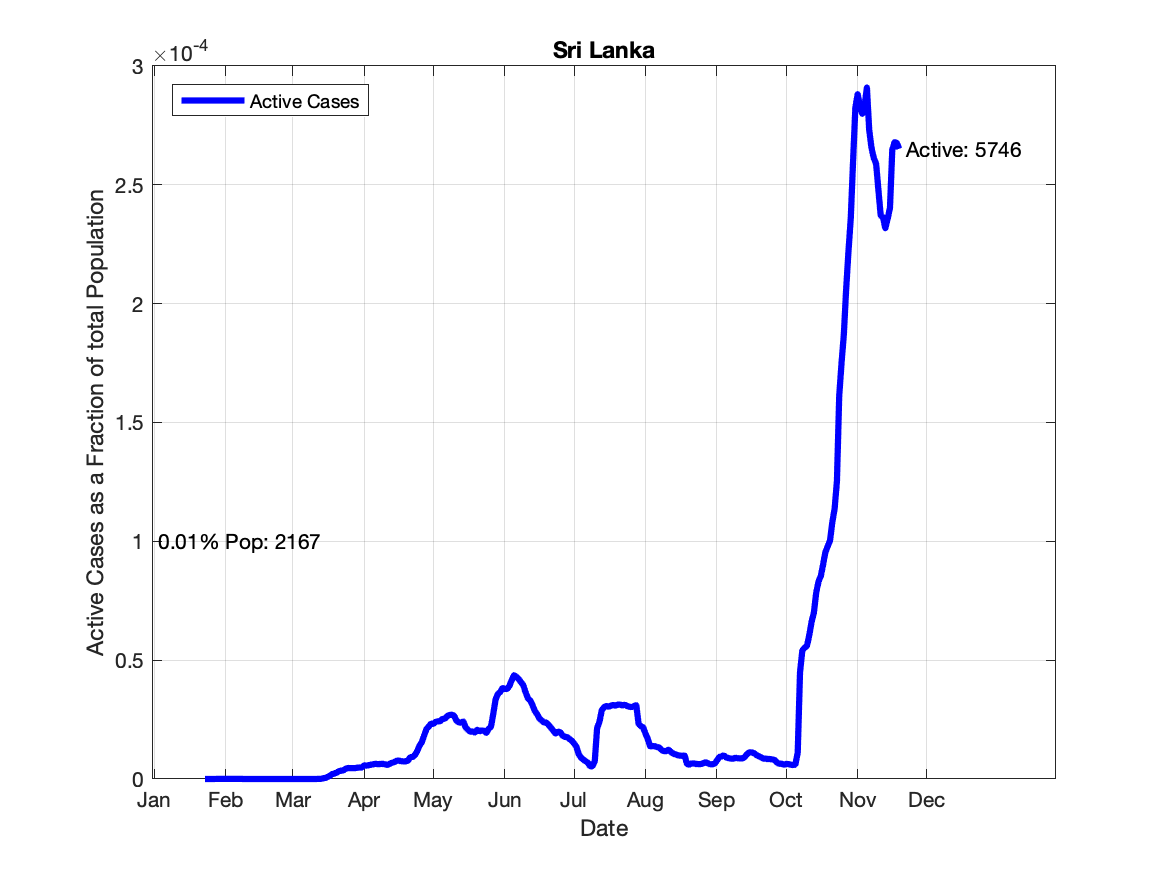 Sri Lanka
×10-4
3
2.5
2
1.5
1
0.5
0
Active Cases as a Fraction of total Population
Active Cases
Active: 5746
0.01% Pop: 2167
Jan Feb Mar Apr May Jun Jul Aug Sep Oct Nov Dec
Date